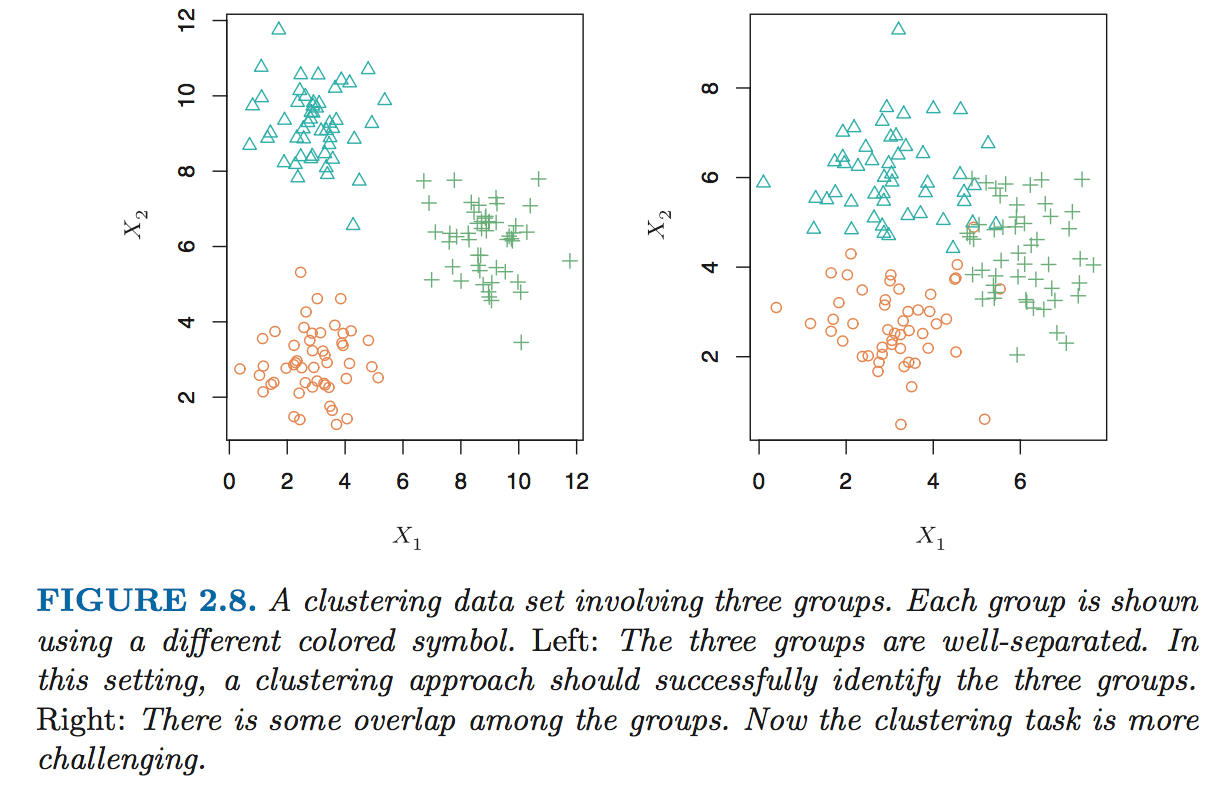 12
10
8
6
4
2
X2
0 2 4 6 8 10 12
X1
8
6
4
2
X2
0 2 4 6
X1
FIGURE 2.8. A clustering data set involving three groups. Each group is shown
using a different colored symbol. Left: The three groups are well-separated. In
this setting, a clustering approach should successfully identify the three groups.
Right: There is some overlap among the groups. Now the clustering task is more
challenging.